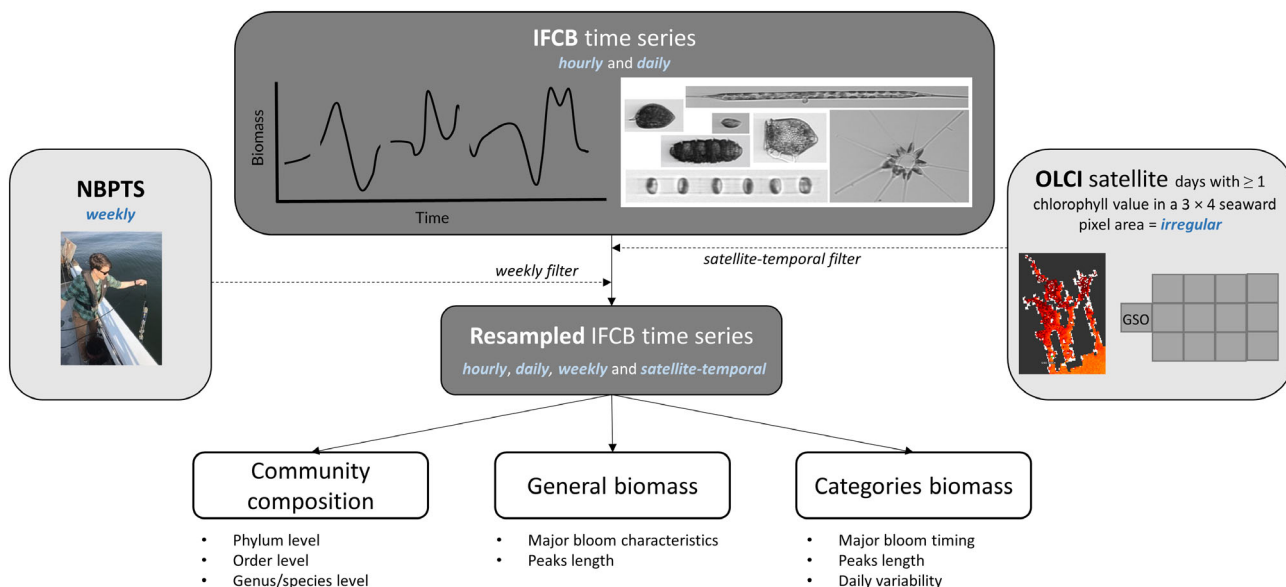 IFCB time series
hourly and daily
Biomass
Time
NBPTS
weekly
OLCI satellite days with ≥ 1
chlorophyll value in a 3 × 4 seaward
pixel area = irregular
GSO
weekly filter
satellite-temporal filter
Resampled IFCB time series
hourly, daily, weekly and satellite-temporal
Community
composition
• Phylum level
• Order level
• Genus/species level
General biomass
• Major bloom characteristics
• Peaks length
Categories biomass
• Major bloom timing
• Peaks length
• Daily variability